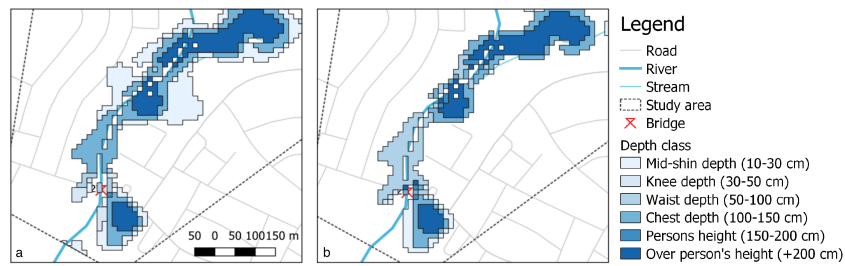 Legend
Road
River
Stream
Study area
Bridge
Depth class
Mid-shin depth (10-30 cm)
Knee depth (30-50 cm)
Waist depth (50-100 cm)
Chest depth (100-150 cm)
Persons height (150-200 cm)
Over person's height (+200 cm)
2
50 0 50 100150 m
a
b